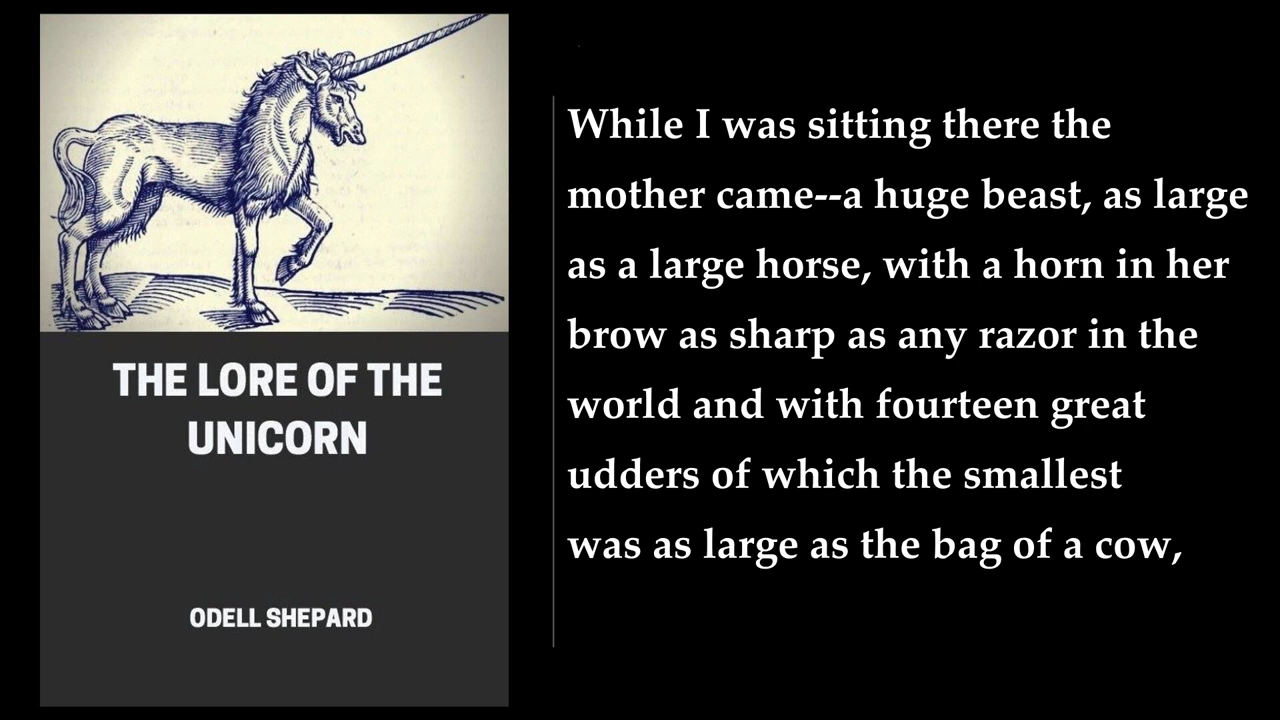 THE LORE OF THE
UNICORN
ODELL SHEPARD
While I was sitting there the
mother came--a huge beast, as large
as a large horse, with a horn in her
brow as sharp as any razor in the
world and with fourteen great
udders of which the smallest
was as large as the bag of a cow,